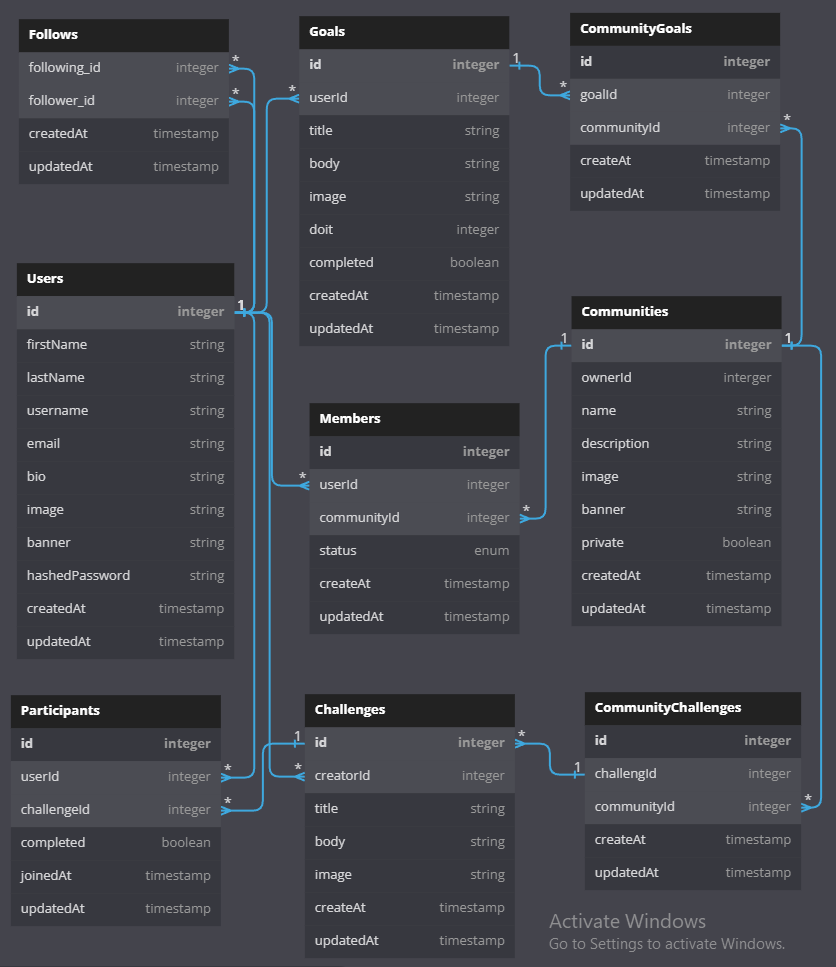 Follows
following_id integer *
follower_id integer *
createdAt timestamp
updatedAt timestamp
Goals
id integer 1
* userId integer
title string
body string
image string
doit integer
completed boolean
createdAt timestamp
updatedAt timestamp
CommunityGoals
id integer
* goalId integer
communityId integer *
createAt timestamp
updatedAt timestamp
Users
id integer 1
firstName string
lastName string
username string
email string
bio string
image string
banner string
hashedPassword string
createdAt timestamp
updatedAt timestamp
Members
id integer
* userId integer
communityId integer *
status enum
createAt timestamp
updatedAt timestamp
Communities
1 id integer 1
ownerId interger
name string
description string
image string
banner string
private boolean
createdAt timestamp
updatedAt timestamp
Participants
id integer
userId integer *
challengeId integer *
completed boolean
joinedAt timestamp
updatedAt timestamp
Challenges
1 id integer *
* creatorId integer
title string
body string
image string
createAt timestamp
updatedAt timestamp
CommunityChallenges
id integer
1 challengId integer
communityId integer *
createAt timestamp
updatedAt timestamp
Activate Windows
Go to Settings to activate Windows.